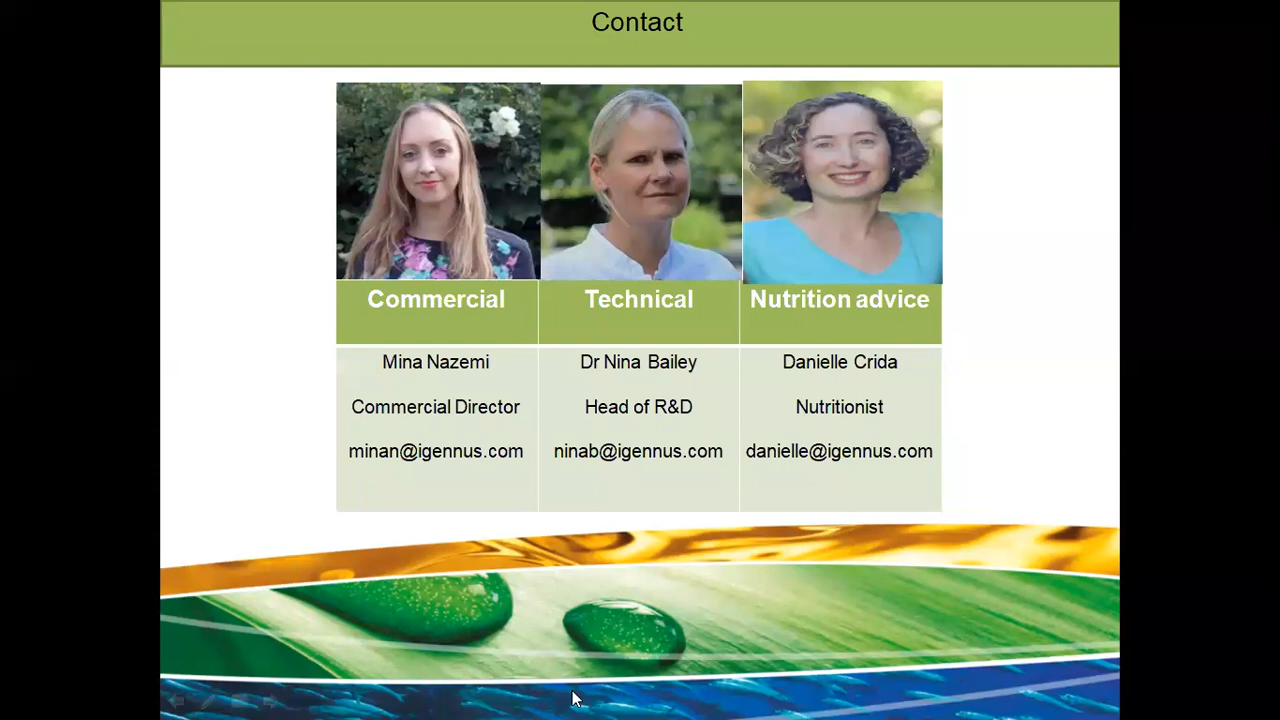 Contact
Commercial
Technical
Nutrition advice
Mina Nazemi
Dr Nina Bailey
Danielle Crida
Commercial Director
Head of R&D
Nutritionist
minan@igennus.com
ninab@igennus.com
danielle@igennus.com